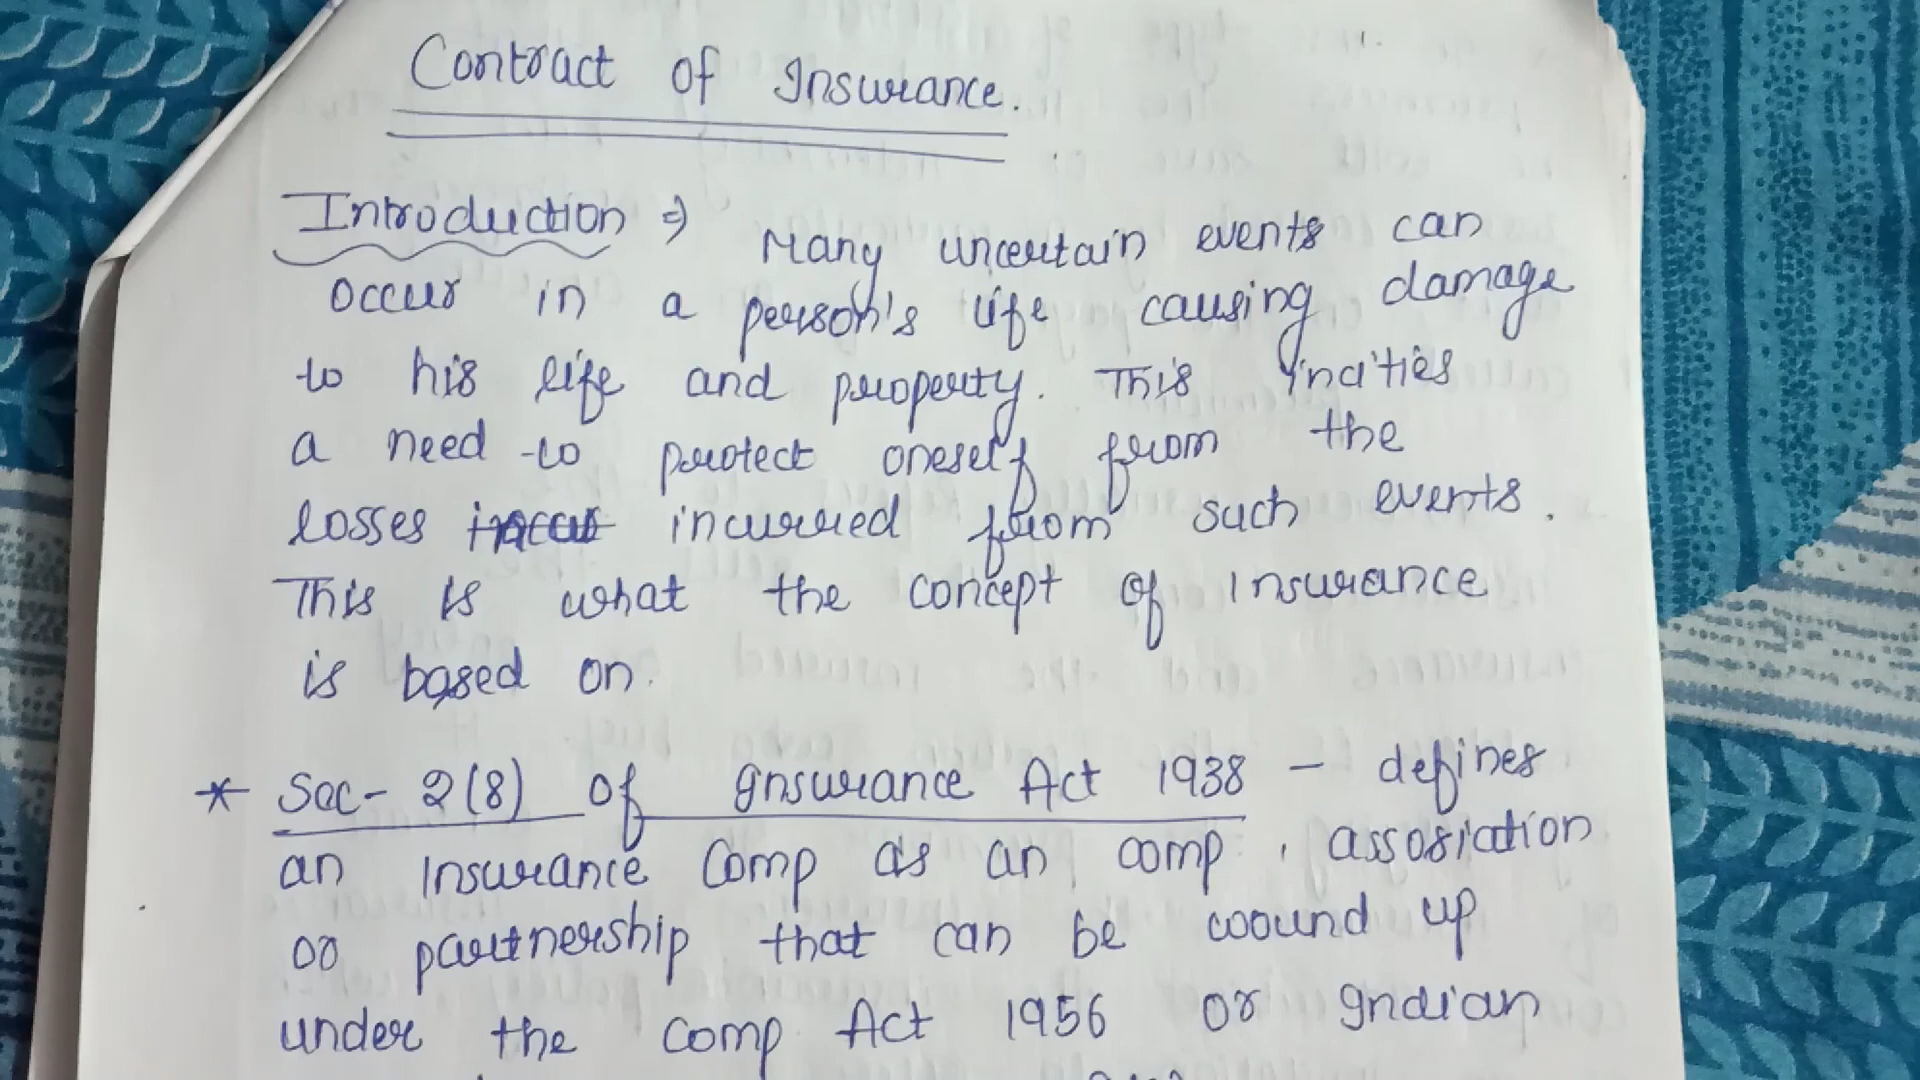 Contract of Insurance.
Introduction ⇒ Many uncertain events can
occur in a person's life causing damage
to his life and property. This incities
a need to protect oneself from the
losses incurred from such events.
This is what the concept of insurance
is based on.
* Sec- 2(8) of Insurance Act 1938 - defines
an insurance Comp as an comp, assosiation
or partnership that can be wound up
under the comp Act 1956 or Indian